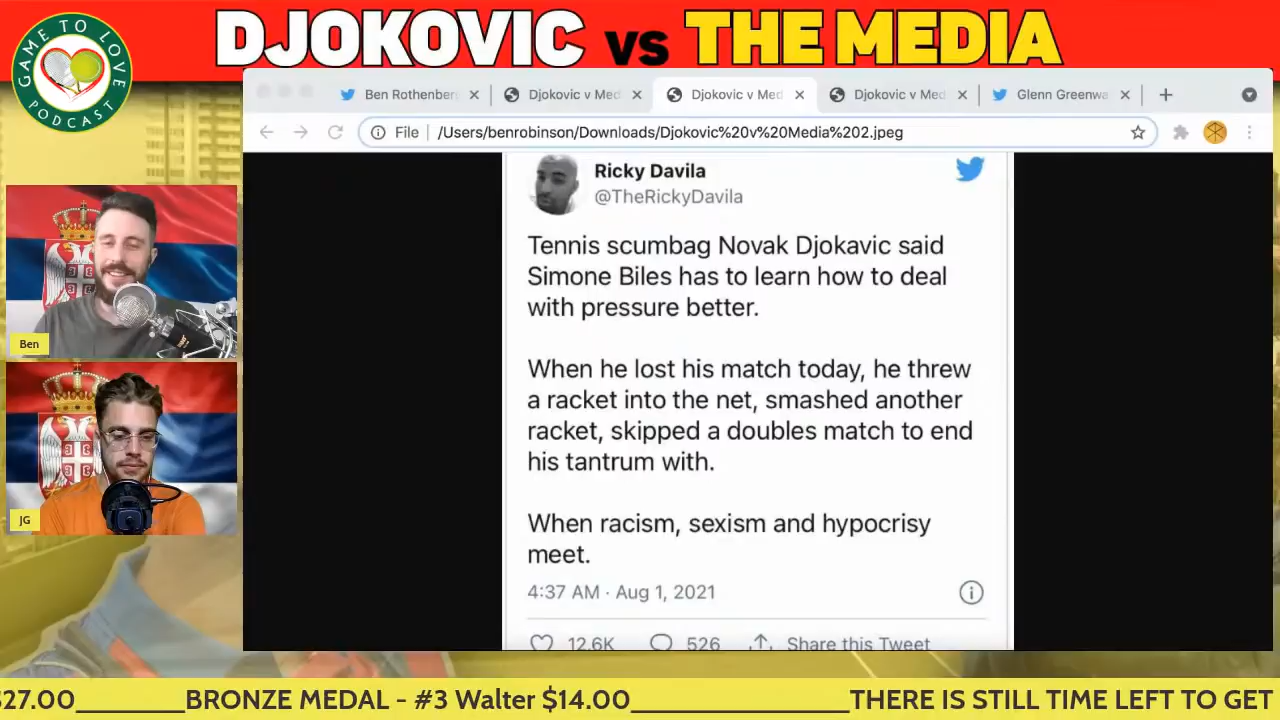 DJOKOVIC VS THE MEDIA
GAME TO LOVE
PODCAST
Ben Rothenber
Djokovic v Med
Djokovic v Med
Djokovic v Med
Glenn Greenwa
File
/Users/benrobinson/Downloads/Djokovic%20v%20Media%202.jpeg
Ricky Davila
@TheRickyDavila
Tennis scumbag Novak Djokavic said
Simone Biles has to learn how to deal
with pressure better.
When he lost his match today, he threw
a racket into the net, smashed another
racket, skipped a doubles match to end
his tantrum with.
When racism, sexism and hypocrisy
meet.
4:37 AM · Aug 1, 2021
12.6K 526 Share this Tweet
Ben
JG
$27.00_______BRONZE MEDAL - #3 Walter $14.00______________THERE IS STILL TIME LEFT TO GET